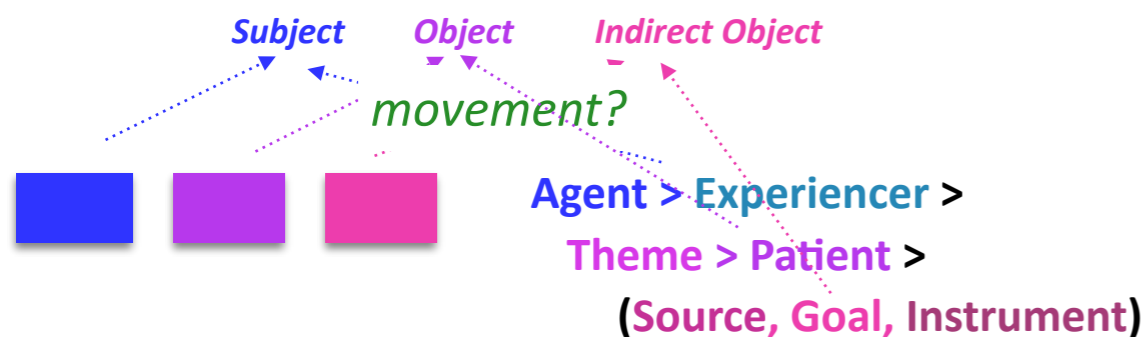 Subject Object Indirect Object
movement?
Agent > Experiencer >
Theme > Patient >
(Source, Goal, Instrument)